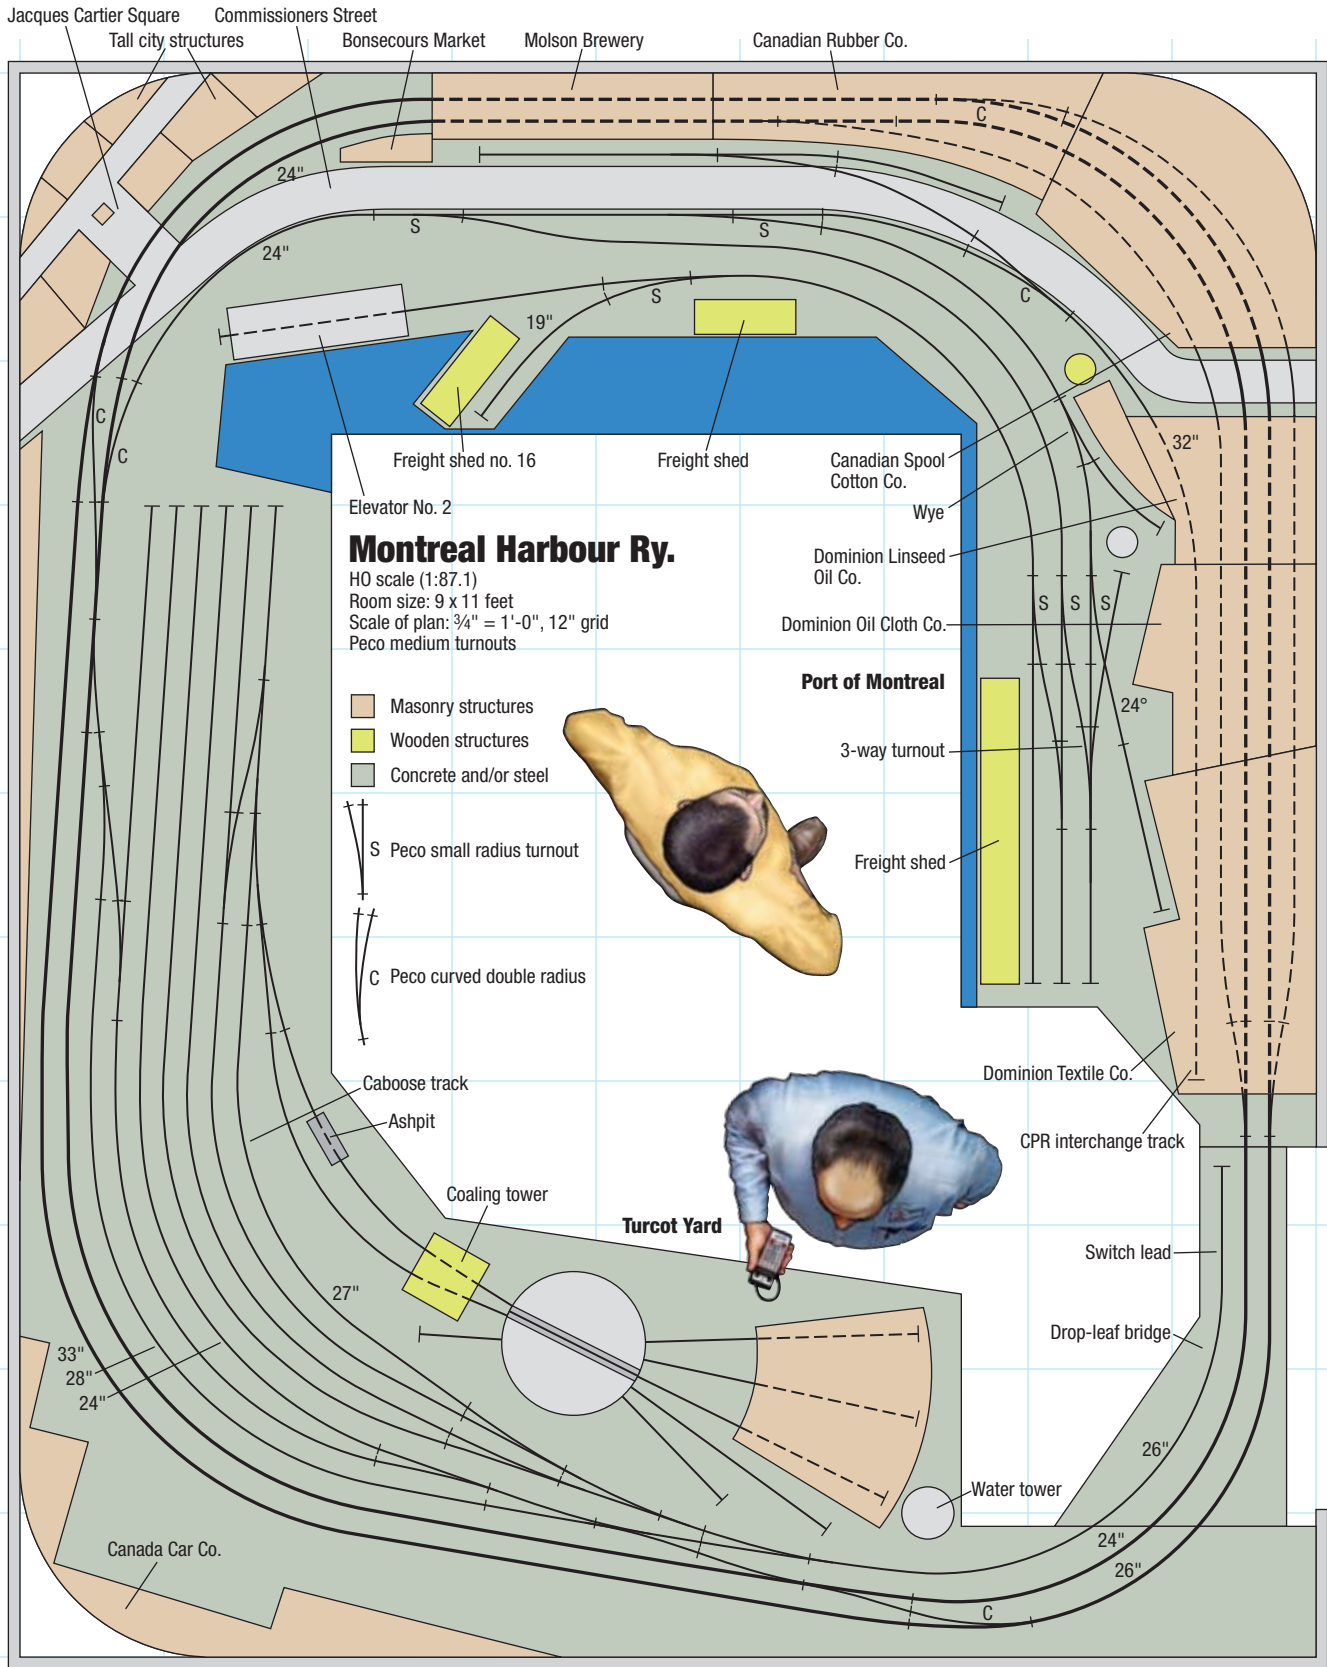 Jacques Cartier Square
Commissioners Street
Tall city structures
Bonsecours Market
Molson Brewery
Canadian Rubber Co.
C
24"
S
S
24"
S
C
19"
C
C
32"
Freight shed no. 16
Freight shed
Canadian Spool
Cotton Co.
Elevator No. 2
Wye
Montreal Harbour Ry.
HO scale (1:87.1)
Room size: 9 x 11 feet
Scale of plan: ¾" = 1'-0", 12" grid
Peco medium turnouts
Dominion Linseed
Oil Co.
S
S
S
Dominion Oil Cloth Co.
Port of Montreal
24°
Masonry structures
Wooden structures
Concrete and/or steel
3-way turnout
S Peco small radius turnout
Freight shed
C Peco curved double radius
Dominion Textile Co.
Caboose track
Ashpit
CPR interchange track
Coaling tower
Turcot Yard
Switch lead
27"
Drop-leaf bridge
33"
28"
24"
26"
Water tower
24"
26"
Canada Car Co.
C